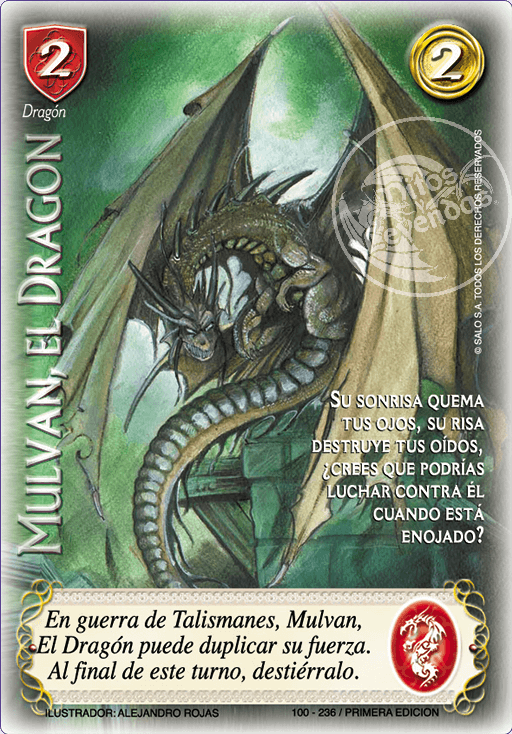 2
Dragón
2
MULVAN, EL DRAGON
Mitos y Leyendas
© SALO S.A. TODOS LOS DERECHOS RESERVADOS
SU SONRISA QUEMA
TUS OJOS, SU RISA
DESTRUYE TUS OÍDOS,
¿CREES QUE PODRÍAS
LUCHAR CONTRA ÉL
CUANDO ESTÁ
ENOJADO?
En guerra de Talismanes, Mulvan,
El Dragón puede duplicar su fuerza.
Al final de este turno, destiérralo.
ILUSTRADOR: ALEJANDRO ROJAS
100 - 236 / PRIMERA EDICION